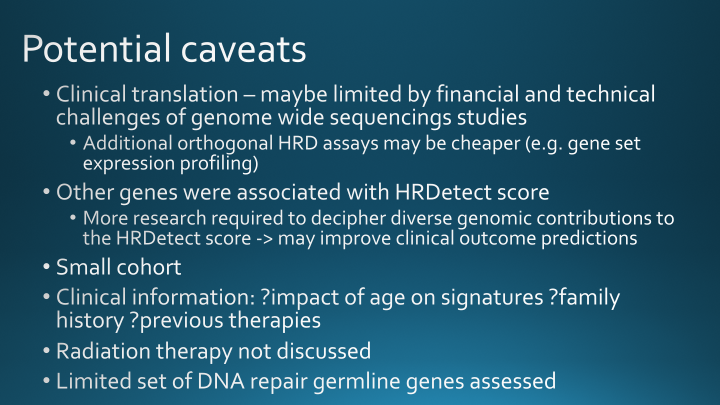 Potential caveats
• Clinical translation – maybe limited by financial and technical
challenges of genome wide sequencings studies
• Additional orthogonal HRD assays may be cheaper (e.g. gene set
expression profiling)
• Other genes were associated with HRDetect score
• More research required to decipher diverse genomic contributions to
the HRDetect score -> may improve clinical outcome predictions
• Small cohort
• Clinical information: ?impact of age on signatures ?family
history ?previous therapies
• Radiation therapy not discussed
• Limited set of DNA repair germline genes assessed